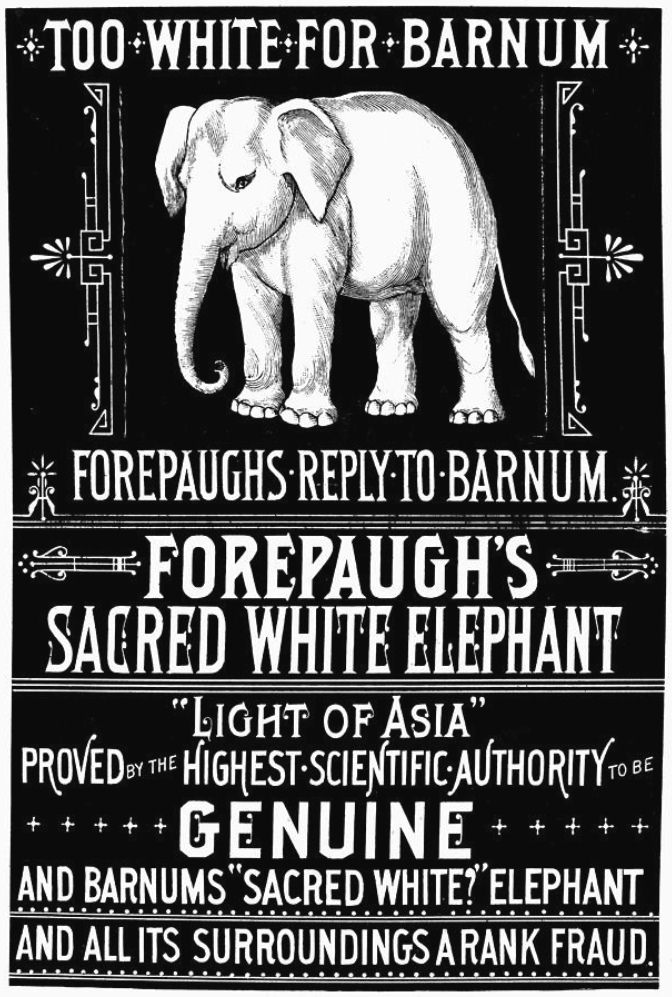 TOO WHITE FOR BARNUM
FOREPAUGHS·REPLY·TO·BARNUM.
FOREPAUGH'S
SACRED WHITE ELEPHANT
"LIGHT OF ASIA"
PROVED BY THE HIGHEST·SCIENTIFIC·AUTHORITY TO BE
GENUINE
AND BARNUMS "SACRED WHITE?" ELEPHANT
AND ALL ITS SURROUNDINGS A RANK FRAUD.